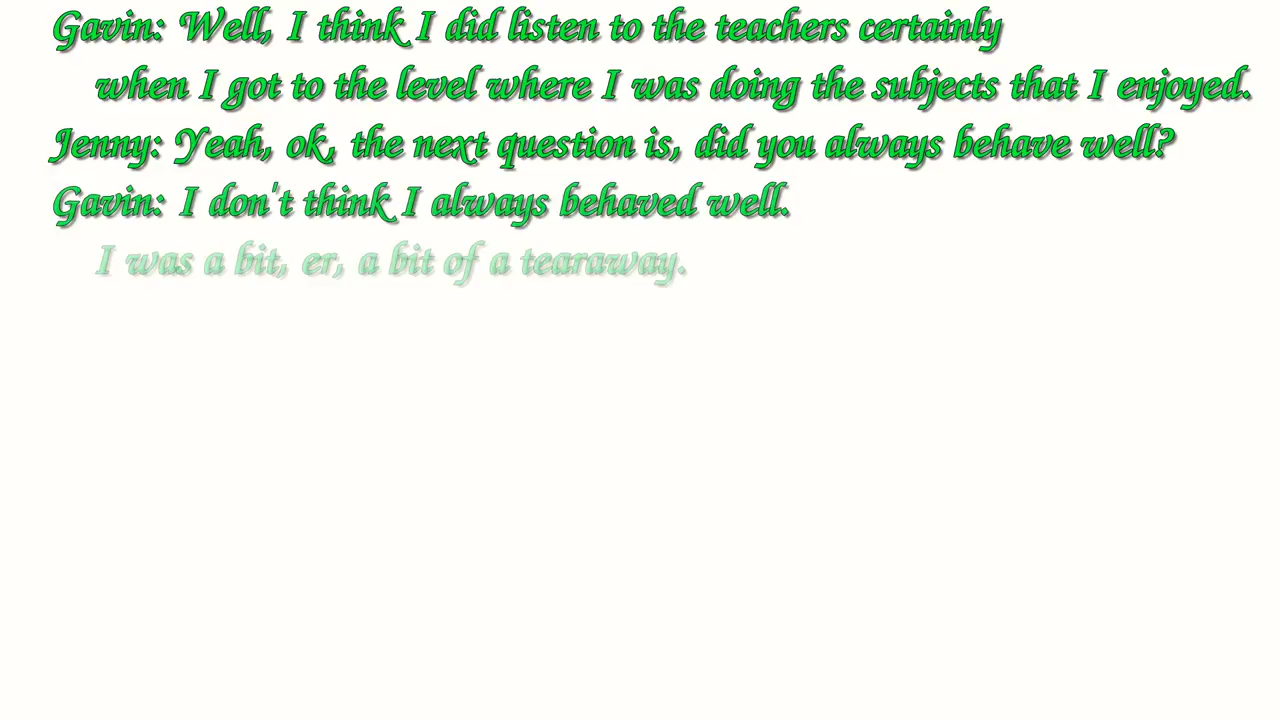 Gavin: Well, I think I did listen to the teachers certainly
when I got to the level where I was doing the subjects that I enjoyed.
Jenny: Yeah, ok, the next question is, did you always behave well?
Gavin: I don't think I always behaved well.
I was a bit, er, a bit of a tearaway.